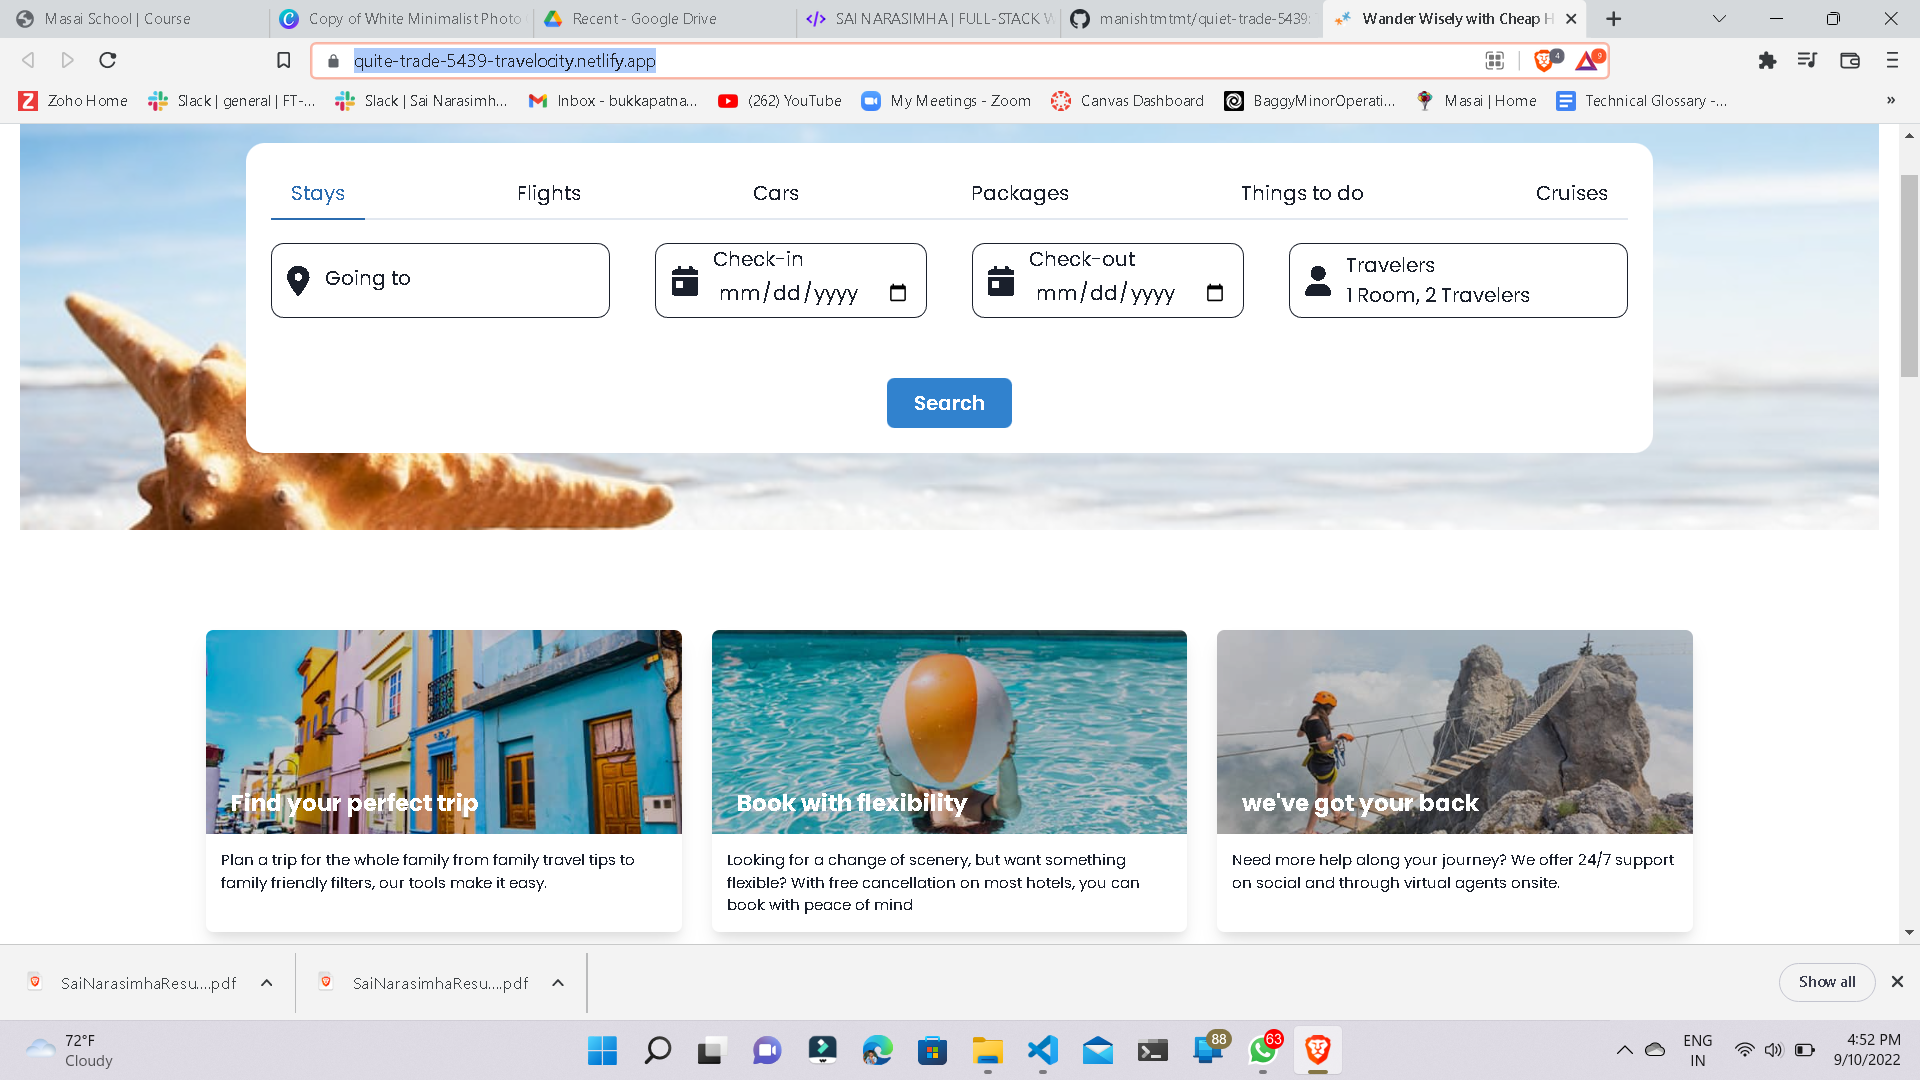 Masai School | Course
Copy of White Minimalist Photo
Recent - Google Drive
SAI NARASIMHA | FULL-STACK W
manishtmtmt/quiet-trade-5439:
Wander Wisely with Cheap H
quite-trade-5439-travelocity.netlify.app
4
9
Zoho Home
Slack | general | FT-...
Slack | Sai Narasimh...
Inbox - bukkapatna...
(262) YouTube
My Meetings - Zoom
Canvas Dashboard
BaggyMinorOperati...
Masai | Home
Technical Glossary -...
»
Stays
Flights
Cars
Packages
Things to do
Cruises
Going to
Check-in
mm/dd/yyyy
Check-out
mm/dd/yyyy
Travelers
1 Room, 2 Travelers
Search
Find your perfect trip
Plan a trip for the whole family from family travel tips to
family friendly filters, our tools make it easy.
Book with flexibility
Looking for a change of scenery, but want something
flexible? With free cancellation on most hotels, you can
book with peace of mind
we've got your back
Need more help along your journey? We offer 24/7 support
on social and through virtual agents onsite.
SaiNarasimhaResu....pdf
SaiNarasimhaResu....pdf
Show all
72°F
Cloudy
88
63
ENG
IN
4:52 PM
9/10/2022